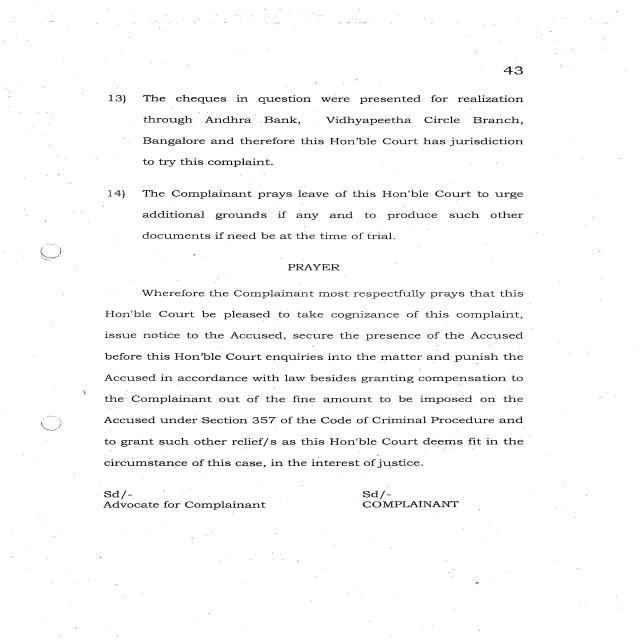 43
13) The cheques in question were presented for realization
through Andhra Bank, Vidhyapeetha Circle Branch,
Bangalore and therefore this Hon'ble Court has jurisdiction
to try this complaint.
14) The Complainant prays leave of this Hon'ble Court to urge
additional grounds if any and to produce such other
documents if need be at the time of trial.
PRAYER
Wherefore the Complainant most respectfully prays that this
Hon'ble Court be pleased to take cognizance of this complaint,
issue notice to the Accused, secure the presence of the Accused
before this Hon'ble Court enquiries into the matter and punish the
Accused in accordance with law besides granting compensation to
the Complainant out of the fine amount to be imposed on the
Accused under Section 357 of the Code of Criminal Procedure and
to grant such other relief/s as this Hon'ble Court deems fit in the
circumstance of this case, in the interest of justice.
Sd/- Sd/-
Advocate for Complainant COMPLAINANT